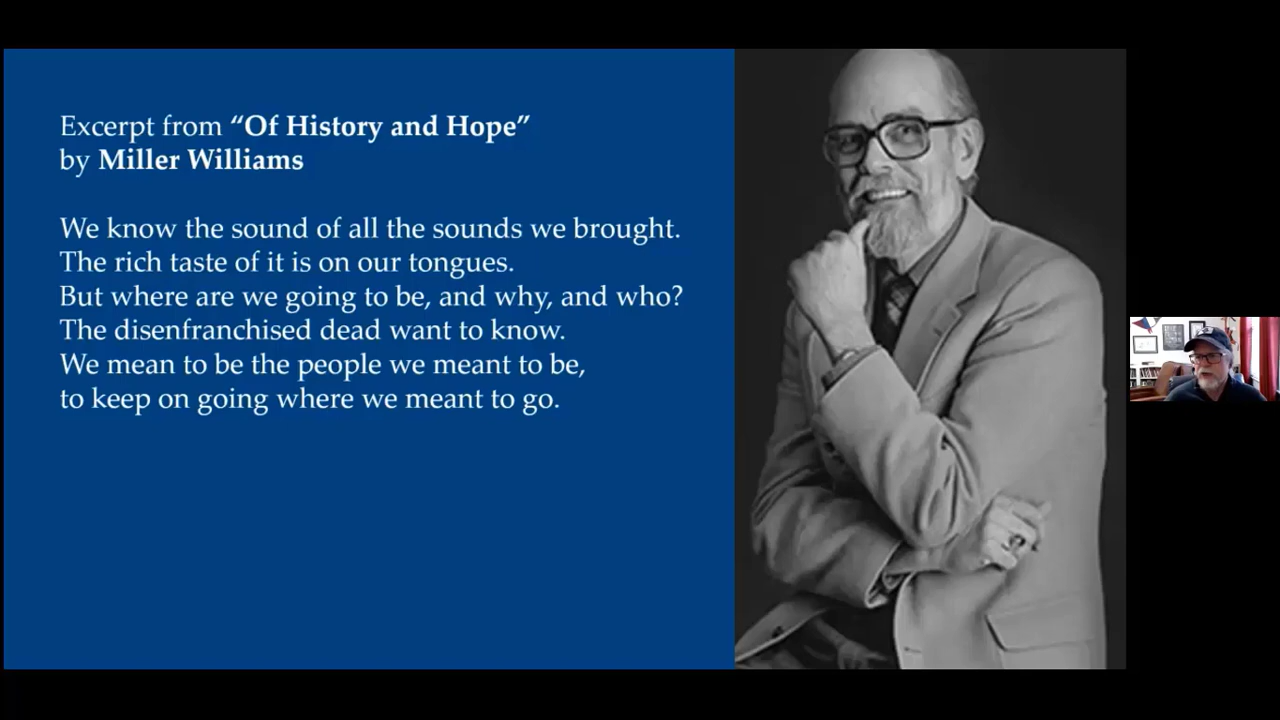 Excerpt from “Of History and Hope”
by Miller Williams
We know the sound of all the sounds we brought.
The rich taste of it is on our tongues.
But where are we going to be, and why, and who?
The disenfranchised dead want to know.
We mean to be the people we meant to be,
to keep on going where we meant to go.